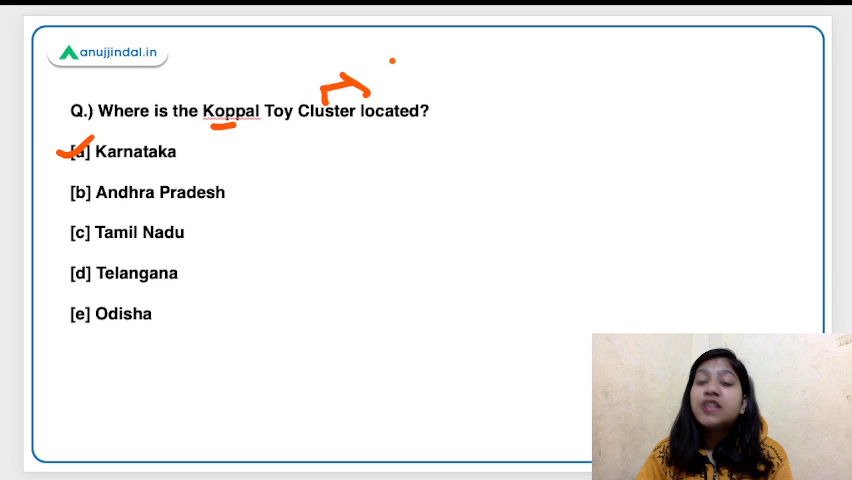 anujjindal.in
Q.) Where is the Koppal Toy Cluster located?
[a] Karnataka
[b] Andhra Pradesh
[c] Tamil Nadu
[d] Telangana
[e] Odisha